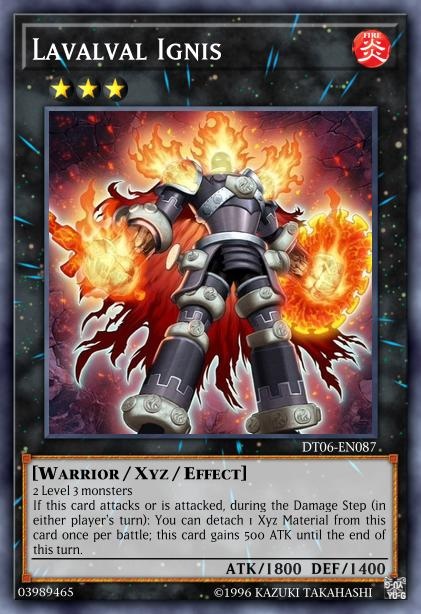 LAVALVAL IGNIS
FIRE
炎
DT06-EN087
[WARRIOR / XYZ / EFFECT]
2 Level 3 monsters
If this card attacks or is attacked, during the Damage Step (in
either player's turn): You can detach 1 Xyz Material from this
card once per battle; this card gains 500 ATK until the end of
this turn.
ATK/1800 DEF/1400
03989465
©1996 KAZUKI TAKAHASHI